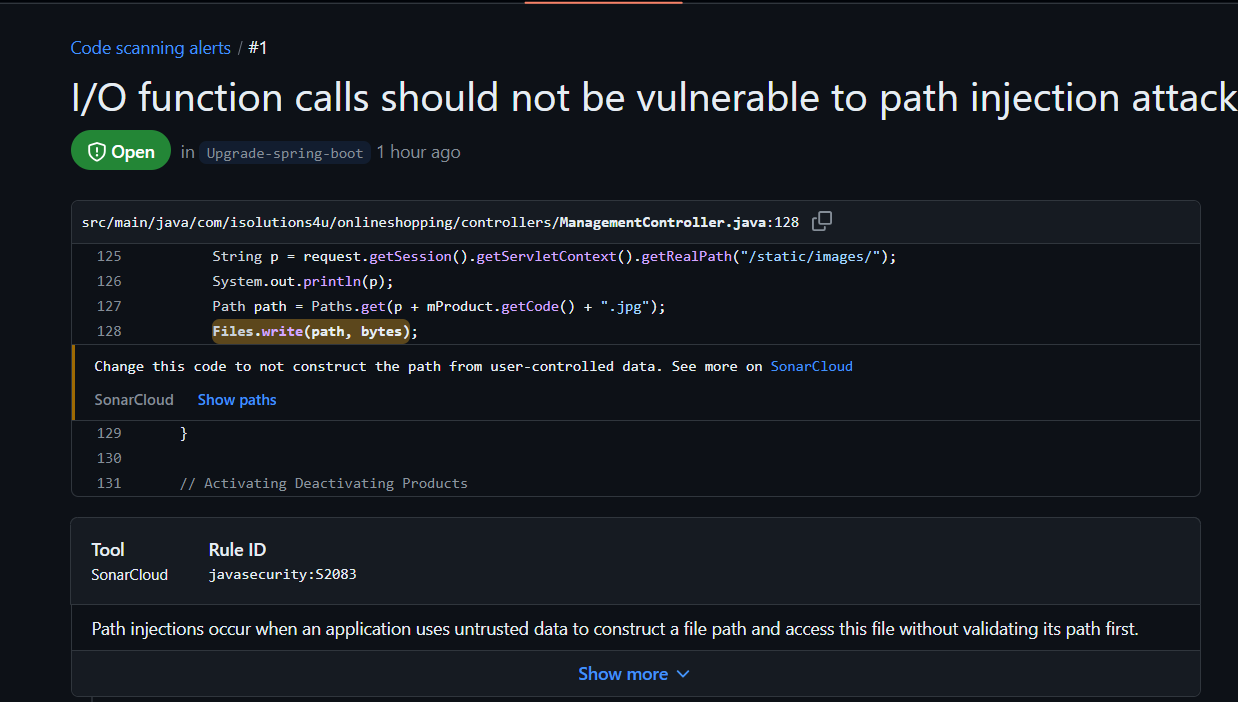 Code scanning alerts / #1
I/O function calls should not be vulnerable to path injection attack
Open in Upgrade-spring-boot 1 hour ago
src/main/java/com/isolutions4u/onlineshopping/controllers/ManagementController.java:128
125 String p = request.getSession().getServletContext().getRealPath("/static/images/");
126 System.out.println(p);
127 Path path = Paths.get(p + mProduct.getCode() + ".jpg");
128 Files.write(path, bytes);
Change this code to not construct the path from user-controlled data. See more on SonarCloud
SonarCloud Show paths
129 }
130
131 // Activating Deactivating Products
Tool Rule ID
SonarCloud javasecurity:S2083
Path injections occur when an application uses untrusted data to construct a file path and access this file without validating its path first.
Show more